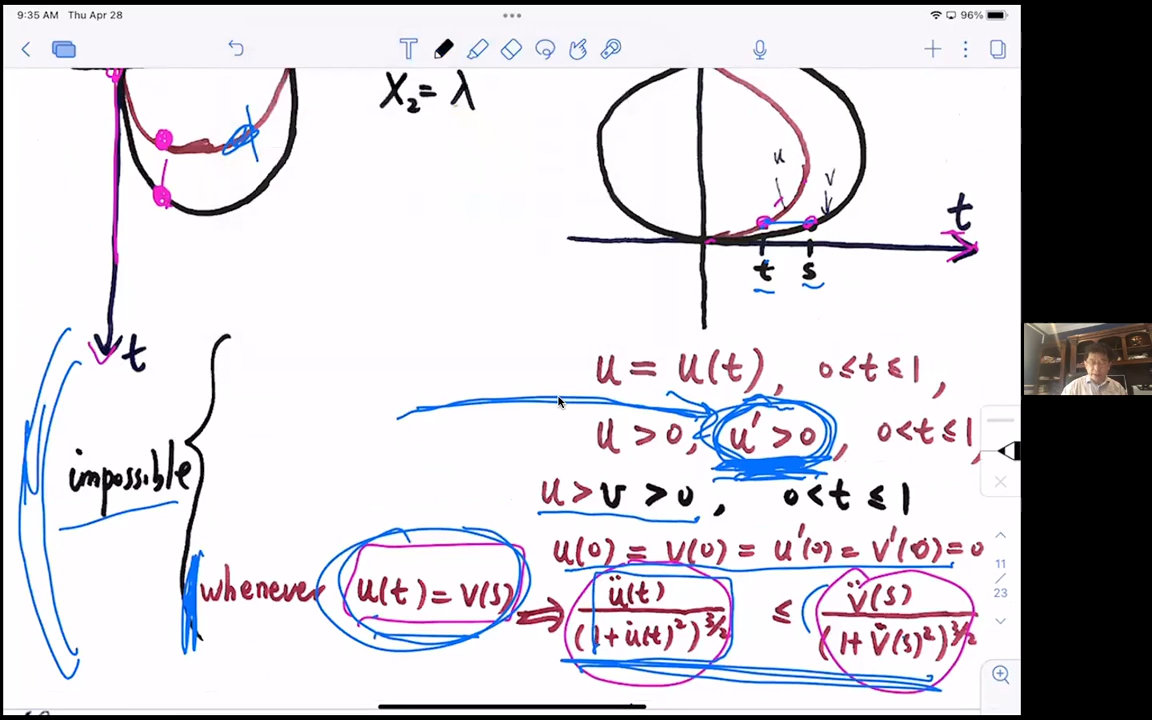 9:35 AM Thu Apr 28
96%
T
X₂ = λ
u
v
t
t s
t
u = u(t), 0≤t≤1,
u > 0, u' > 0, 0<t≤1,
impossible
u > v > 0, 0<t≤1
u(0) = v(0) = u'(0) = v'(0) = 0
whenever u(t) = v(s) ⇒ ü(t)/(1+u̇(t)²)^3/2 ≤ v̈(s)/(1+v̇(s)²)^3/2
11
/
23